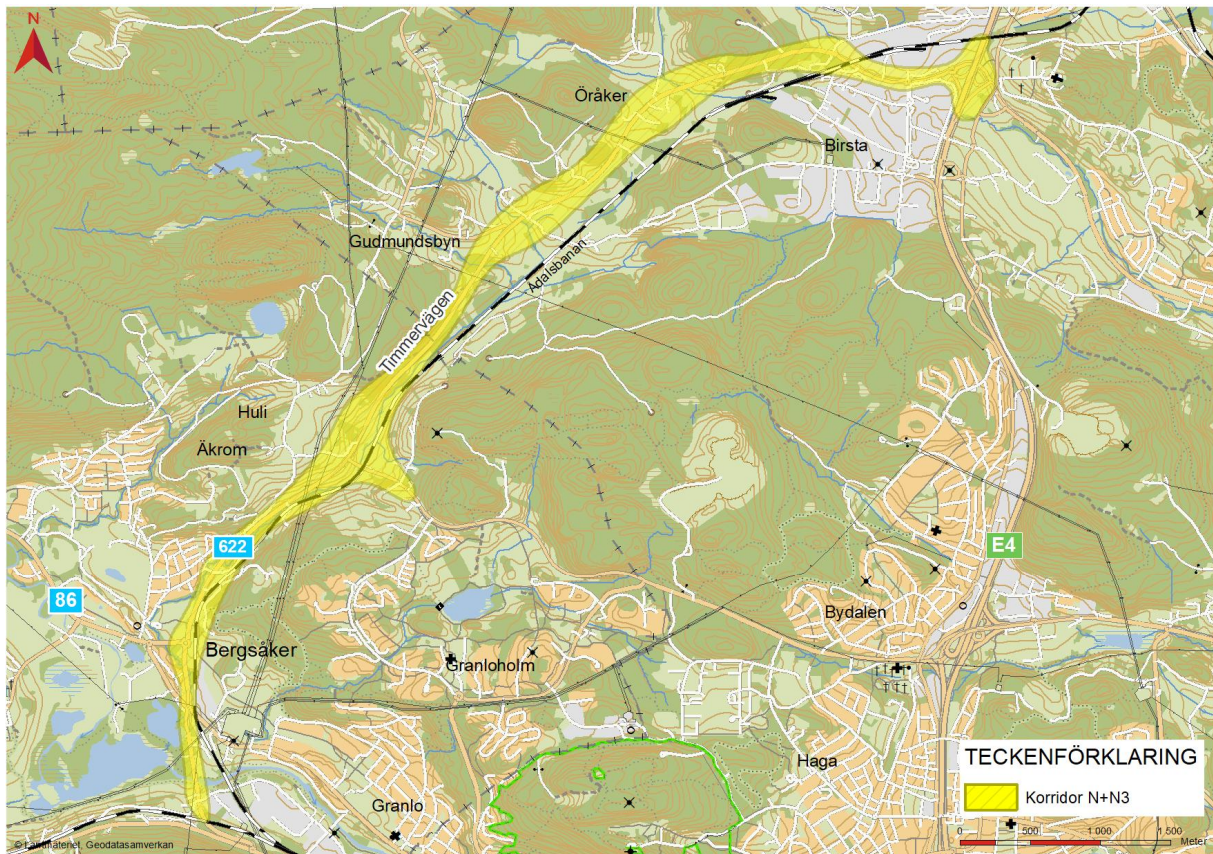 N
Öråker
Birsta
Gudmundsbyn
Ådalsbanan
Timmervägen
Huli
Äkrom
622
E4
86
Bydalen
Bergsåker
Granloholm
TECKENFÖRKLARING
Haga
Korridor N+N3
Granlo
0 500 1 000 1 500
Meter
© Lantmäteriet, Geodatasamverkan